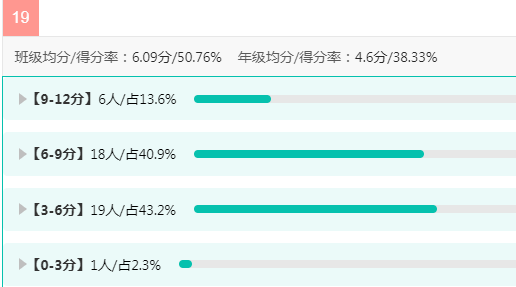 19
班级均分/得分率：6.09分/50.76% 年级均分/得分率：4.6分/38.33%
【9-12分】6人/占13.6%
【6-9分】18人/占40.9%
【3-6分】19人/占43.2%
【0-3分】1人/占2.3%